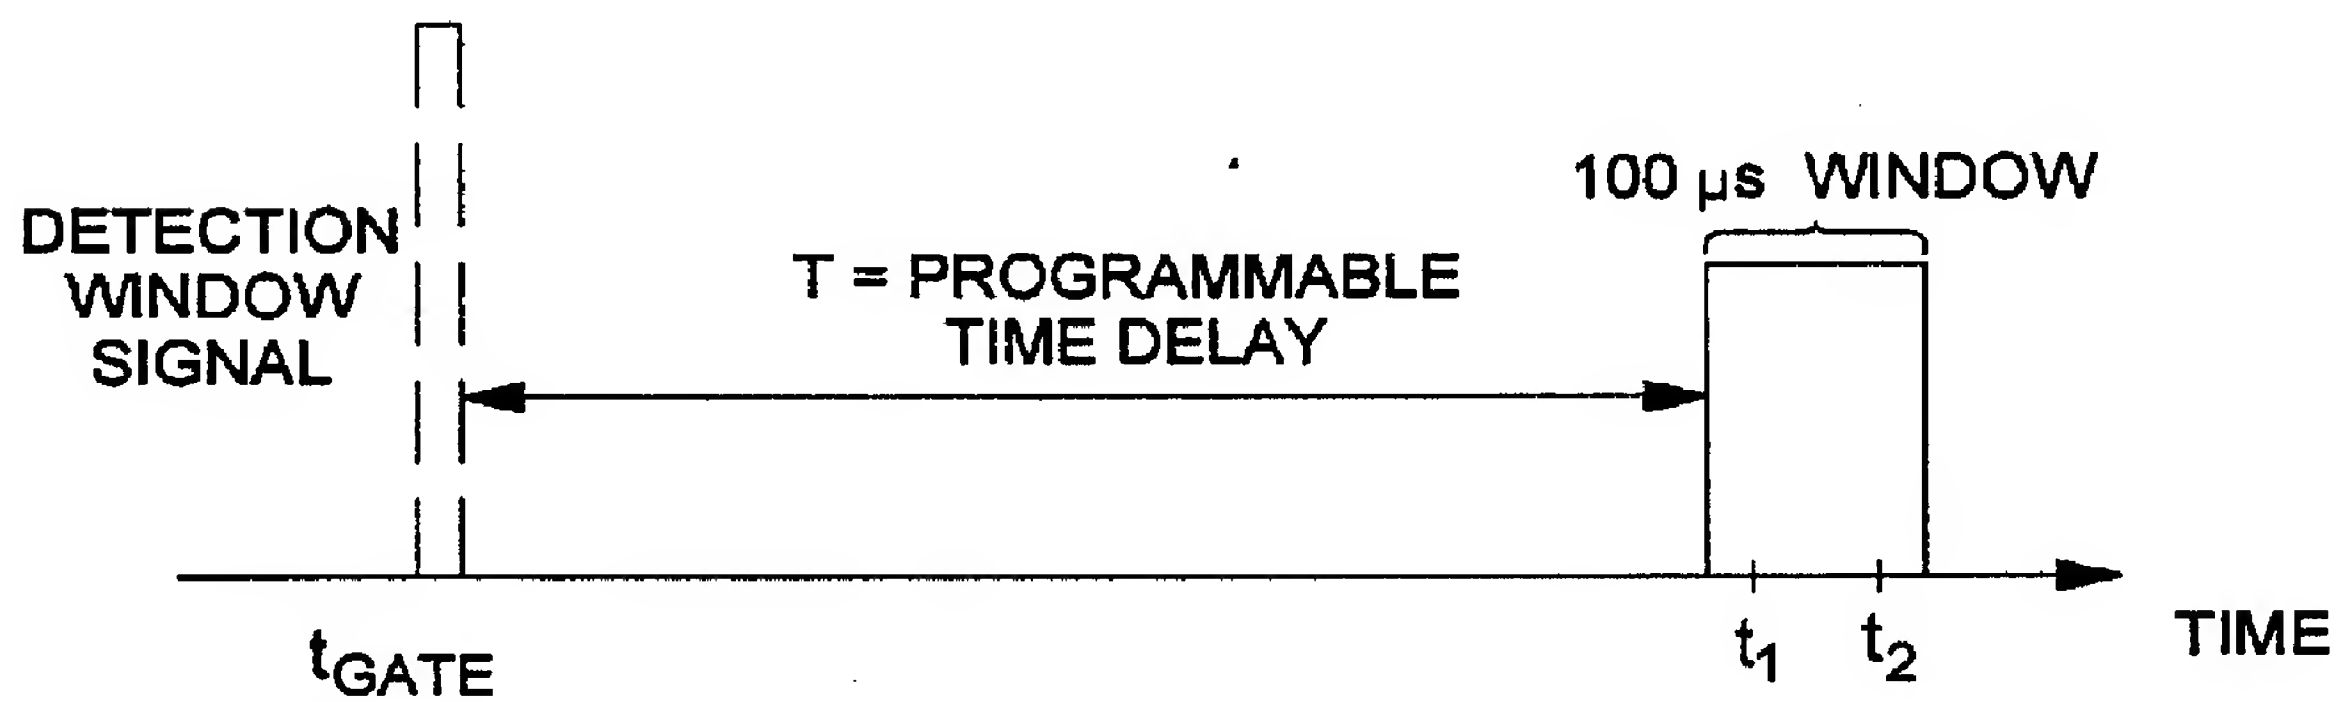 100 µs WINDOW
DETECTION
WINDOW
SIGNAL
T = PROGRAMMABLE
TIME DELAY
tGATE
t1
t2
TIME